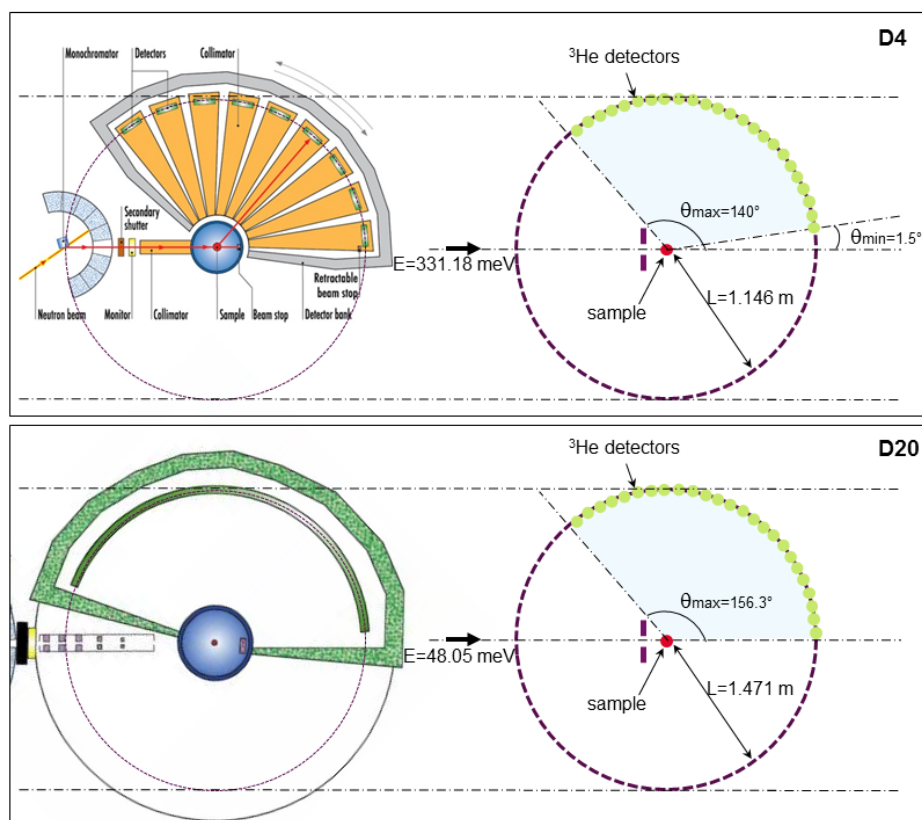 D4
Monochromator
Detectors
Collimator
³He detectors
Secondary
shutter
θmax=140°
θmin=1.5°
E=331.18 meV
L=1.146 m
sample
Retractable
beam stop
Neutron beam
Monitor
Collimator
Sample
Beam stop
Detector bank
D20
³He detectors
θmax=156.3°
E=48.05 meV
L=1.471 m
sample